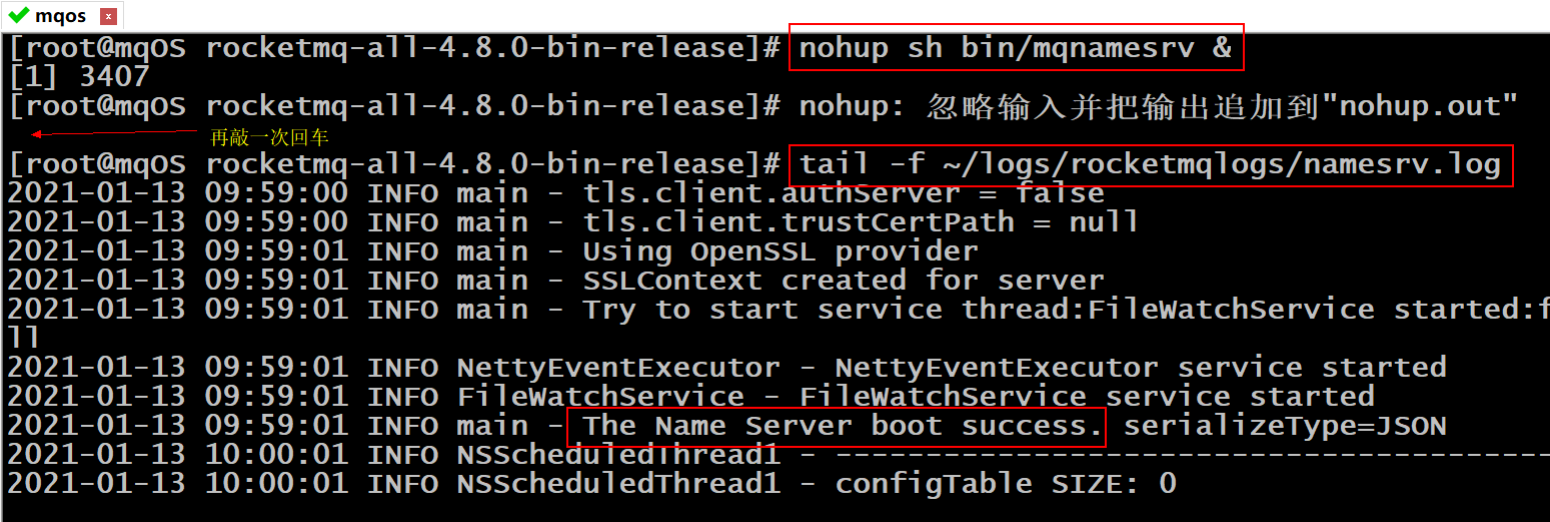 mqos
[root@mqOS rocketmq-all-4.8.0-bin-release]# nohup sh bin/mqnamesrv &
[1] 3407
[root@mqOS rocketmq-all-4.8.0-bin-release]# nohup: 忽略输入并把输出追加到"nohup.out"
再敲一次回车
[root@mqOS rocketmq-all-4.8.0-bin-release]# tail -f ~/logs/rocketmqlogs/namesrv.log
2021-01-13 09:59:00 INFO main - tls.client.authServer = false
2021-01-13 09:59:00 INFO main - tls.client.trustCertPath = null
2021-01-13 09:59:01 INFO main - Using OpenSSL provider
2021-01-13 09:59:01 INFO main - SSLContext created for server
2021-01-13 09:59:01 INFO main - Try to start service thread:FileWatchService started:f
ll
2021-01-13 09:59:01 INFO NettyEventExecutor - NettyEventExecutor service started
2021-01-13 09:59:01 INFO FileWatchService - FileWatchService service started
2021-01-13 09:59:01 INFO main - The Name Server boot success. serializeType=JSON
2021-01-13 10:00:01 INFO NSScheduledThread1 - ----------------------------------------
2021-01-13 10:00:01 INFO NSScheduledThread1 - configTable SIZE: 0